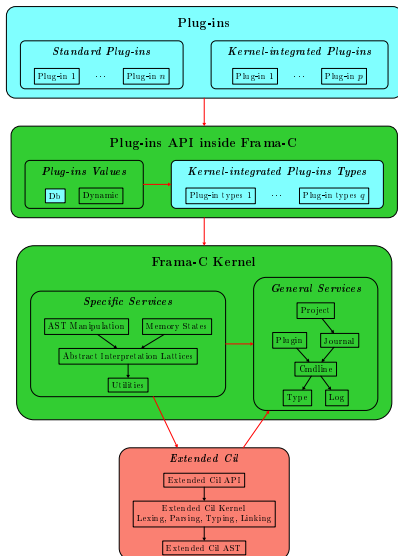 Plug-ins
Standard Plug-ins
Plug-in 1 ... Plug-in n
Kernel-integrated Plug-ins
Plug-in 1 ... Plug-in p
Plug-ins API inside Frama-C
Plug-ins Values
Db Dynamic
Kernel-integrated Plug-ins Types
Plug-in types 1 ... Plug-in types q
Frama-C Kernel
Specific Services
AST Manipulation Memory States
Abstract Interpretation Lattices
Utilities
General Services
Project
Plugin Journal
Cmdline
Type Log
Extended Cil
Extended Cil API
Extended Cil Kernel
Lexing, Parsing, Typing, Linking
Extended Cil AST